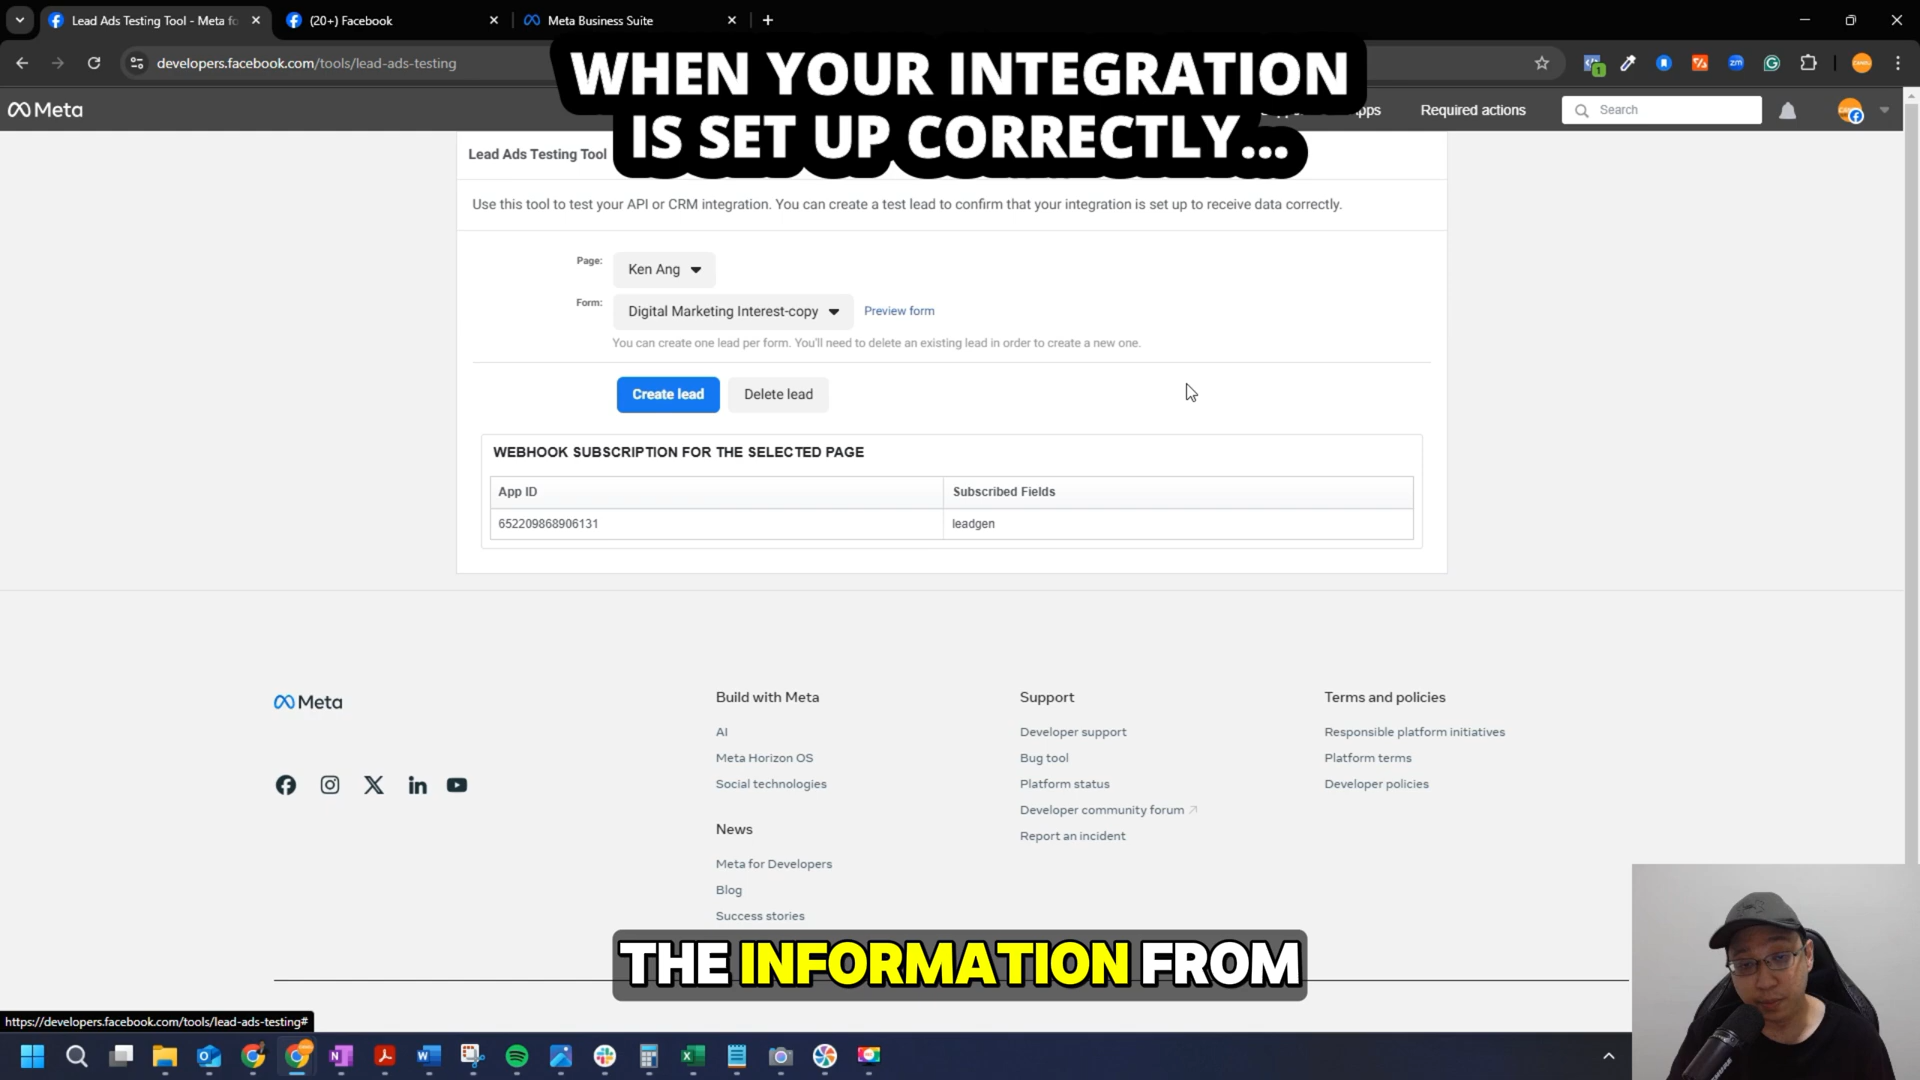 Lead Ads Testing Tool - Meta fo
(20+) Facebook
Meta Business Suite
developers.facebook.com/tools/lead-ads-testing
WHEN YOUR INTEGRATION
IS SET UP CORRECTLY...
Meta
Required actions
Search
Lead Ads Testing Tool
Use this tool to test your API or CRM integration. You can create a test lead to confirm that your integration is set up to receive data correctly.
Page:
Ken Ang
Form:
Digital Marketing Interest-copy
Preview form
You can create one lead per form. You'll need to delete an existing lead in order to create a new one.
Create lead
Delete lead
WEBHOOK SUBSCRIPTION FOR THE SELECTED PAGE
App ID
Subscribed Fields
652209868906131
leadgen
Meta
Build with Meta
AI
Meta Horizon OS
Social technologies
News
Meta for Developers
Blog
Success stories
Support
Developer support
Bug tool
Platform status
Developer community forum
Report an incident
Terms and policies
Responsible platform initiatives
Platform terms
Developer policies
THE INFORMATION FROM
https://developers.facebook.com/tools/lead-ads-testing#